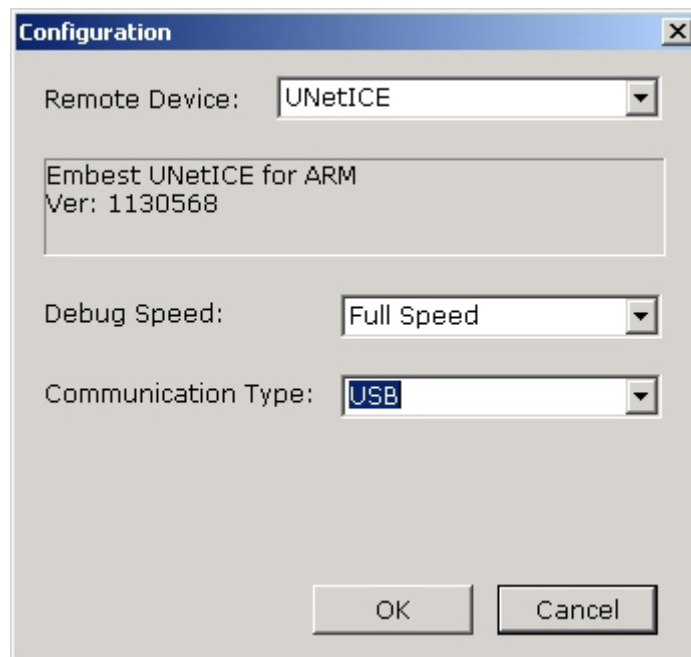 Configuration
Remote Device: UNetICE
Embest UNetICE for ARM
Ver: 1130568
Debug Speed: Full Speed
Communication Type: USB
OK Cancel